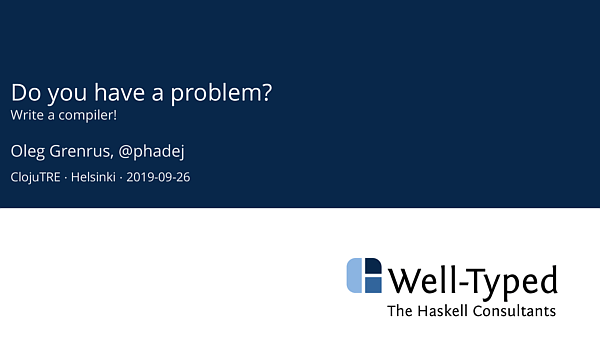 Do you have a problem?
Write a compiler!
Oleg Grenrus, @phadej
ClojuTRE · Helsinki · 2019-09-26
Well-Typed
The Haskell Consultants